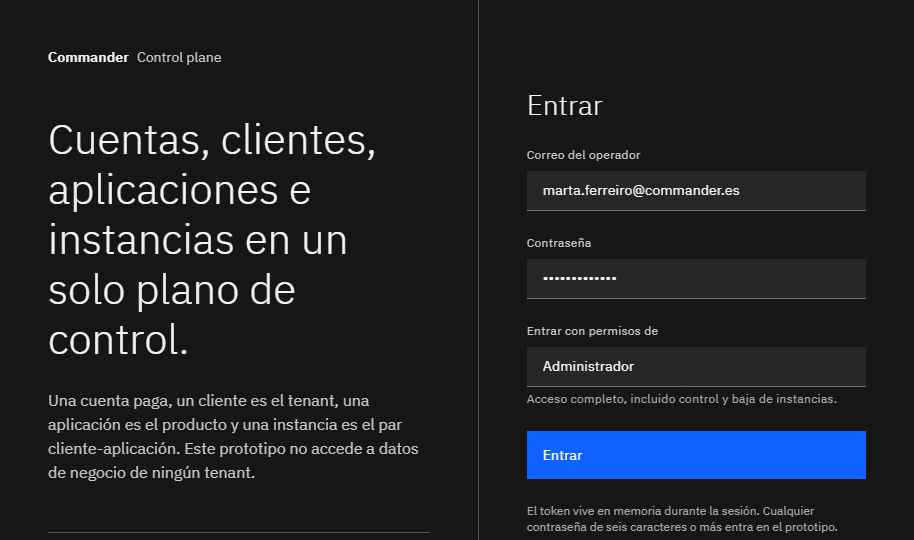 Commander Control plane
Cuentas, clientes,
aplicaciones e
instancias en un
solo plano de
control.
Una cuenta paga, un cliente es el tenant, una
aplicación es el producto y una instancia es el par
cliente-aplicación. Este prototipo no accede a datos
de negocio de ningún tenant.
Entrar
Correo del operador
marta.ferreiro@commander.es
Contraseña
•••••••••••••
Entrar con permisos de
Administrador
Acceso completo, incluido control y baja de instancias.
Entrar
El token vive en memoria durante la sesión. Cualquier
contraseña de seis caracteres o más entra en el prototipo.